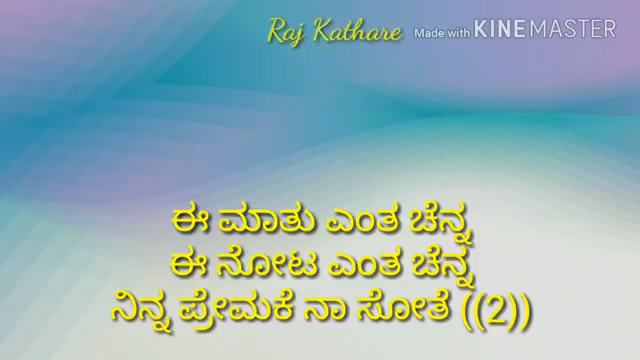 Raj Kathare Made with KINEMASTER
ಈ ಮಾತು ಎಂತ ಚೆನ್ನ
ಈ ನೋಟ ಎಂತ ಚೆನ್ನ
ನಿನ್ನ ಪ್ರೇಮಕೆ ನಾ ಸೋತೆ ((2))